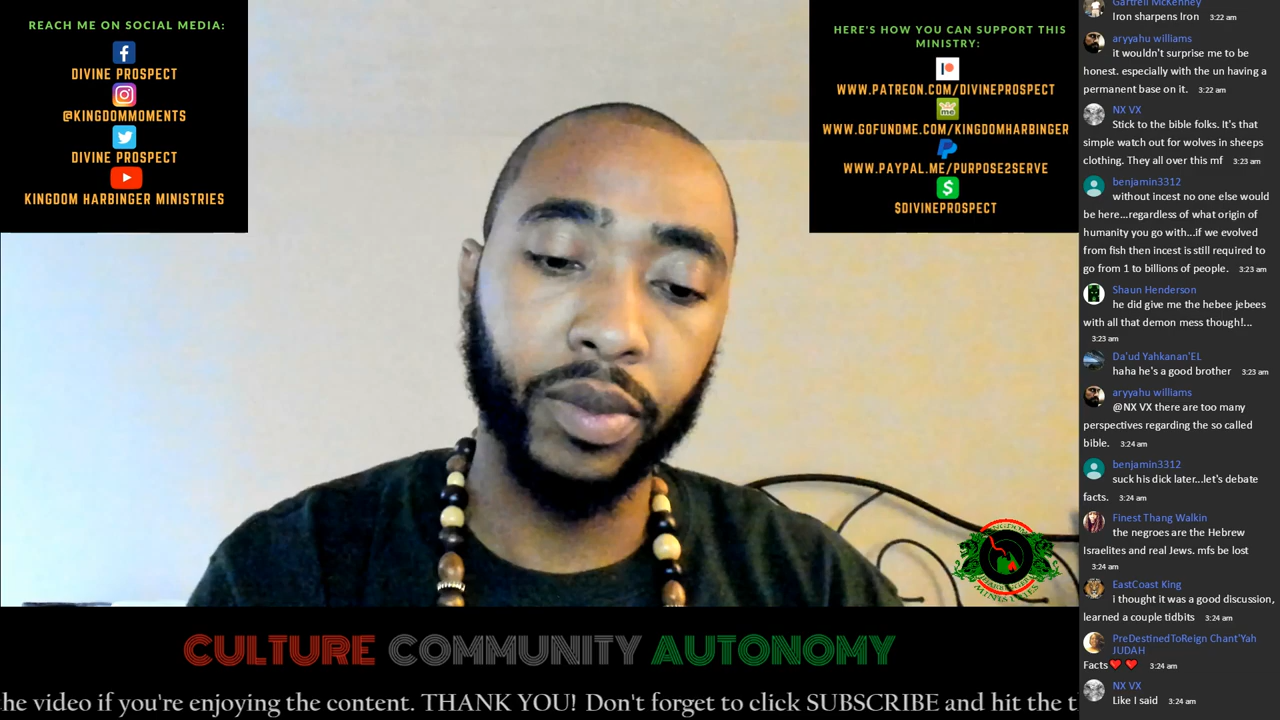 REACH ME ON SOCIAL MEDIA:
DIVINE PROSPECT
@KINGDOMMOMENTS
DIVINE PROSPECT
KINGDOM HARBINGER MINISTRIES
HERE'S HOW YOU CAN SUPPORT THIS
MINISTRY:
WWW.PATREON.COM/DIVINEPROSPECT
me
WWW.GOFUNDME.COM/KINGDOMHARBINGER
WWW.PAYPAL.ME/PURPOSE2SERVE
$DIVINEPROSPECT
Gartrell McKenney
Iron sharpens Iron 3:22 am
aryyahu williams
it wouldn't surprise me to be
honest. especially with the un having a
permanent base on it. 3:22 am
NX VX
Stick to the bible folks. It's that
simple watch out for wolves in sheeps
clothing. They all over this mf 3:23 am
benjamin3312
without incest no one else would
be here...regardless of what origin of
humanity you go with...if we evolved
from fish then incest is still required to
go from 1 to billions of people. 3:23 am
Shaun Henderson
he did give me the hebee jebees
with all that demon mess though!...
3:23 am
Da'ud Yahkanan'EL
haha he's a good brother 3:23 am
aryyahu williams
@NX VX there are too many
perspectives regarding the so called
bible. 3:24 am
benjamin3312
suck his dick later...let's debate
facts. 3:24 am
Finest Thang Walkin
the negroes are the Hebrew
Israelites and real Jews. mfs be lost
3:24 am
EastCoast King
i thought it was a good discussion,
learned a couple tidbits 3:24 am
PreDestinedToReign Chant'Yah
JUDAH
Facts❤️ ❤️ 3:24 am
NX VX
Like I said 3:24 am
KINGDOM
HARBINGER
MINISTRIES
CULTURE COMMUNITY AUTONOMY
he video if you're enjoying the content. THANK YOU! Don't forget to click SUBSCRIBE and hit the t